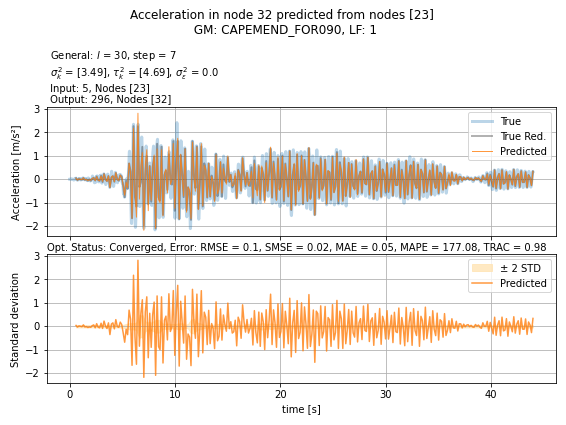 Acceleration in node 32 predicted from nodes [23]
GM: CAPEMEND_FOR090, LF: 1
General: l = 30, step = 7
σ²ₖ = [3.49], τ²ₖ = [4.69], σ²ε = 0.0
Input: 5, Nodes [23]
Output: 296, Nodes [32]
3
2
1
0
−1
−2
Acceleration [m/s²]
True
True Red.
Predicted
Opt. Status: Converged, Error: RMSE = 0.1, SMSE = 0.02, MAE = 0.05, MAPE = 177.08, TRAC = 0.98
3
2
1
0
−1
−2
Standard deviation
± 2 STD
Predicted
0 10 20 30 40
time [s]